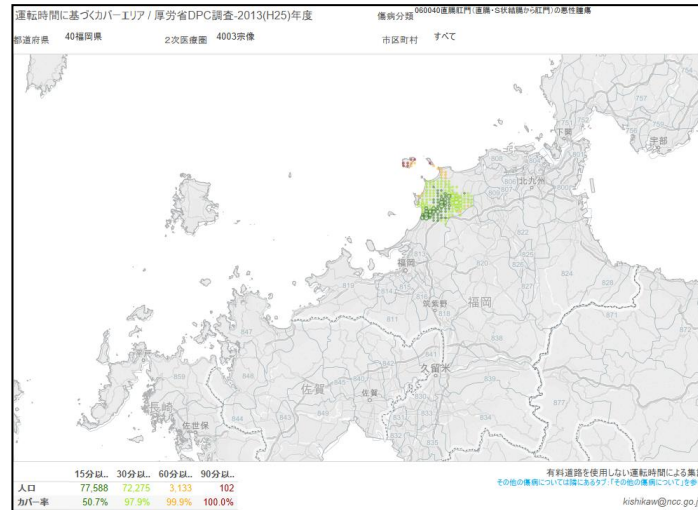 運転時間に基づくカバーエリア / 厚労省DPC調査-2013(H25)年度
傷病分類 060040直腸肛門(直腸・S状結腸から肛門)の悪性腫瘍
都道府県 40福岡県 2次医療圏 4003宗像 市区町村 すべて
下関
宇部
北九州
福岡
筑紫野
福岡
久留米
佐賀
佐賀
長崎
佐世保
15分以.. 30分以.. 60分以.. 90分以..
人口 77,588 72,275 3,133 102
カバー率 50.7% 97.9% 99.9% 100.0%
有料道路を使用しない運転時間による集
その他の傷病については隣にあるタブ:「その他の傷病について」を参
kishikaw@ncc.go.j